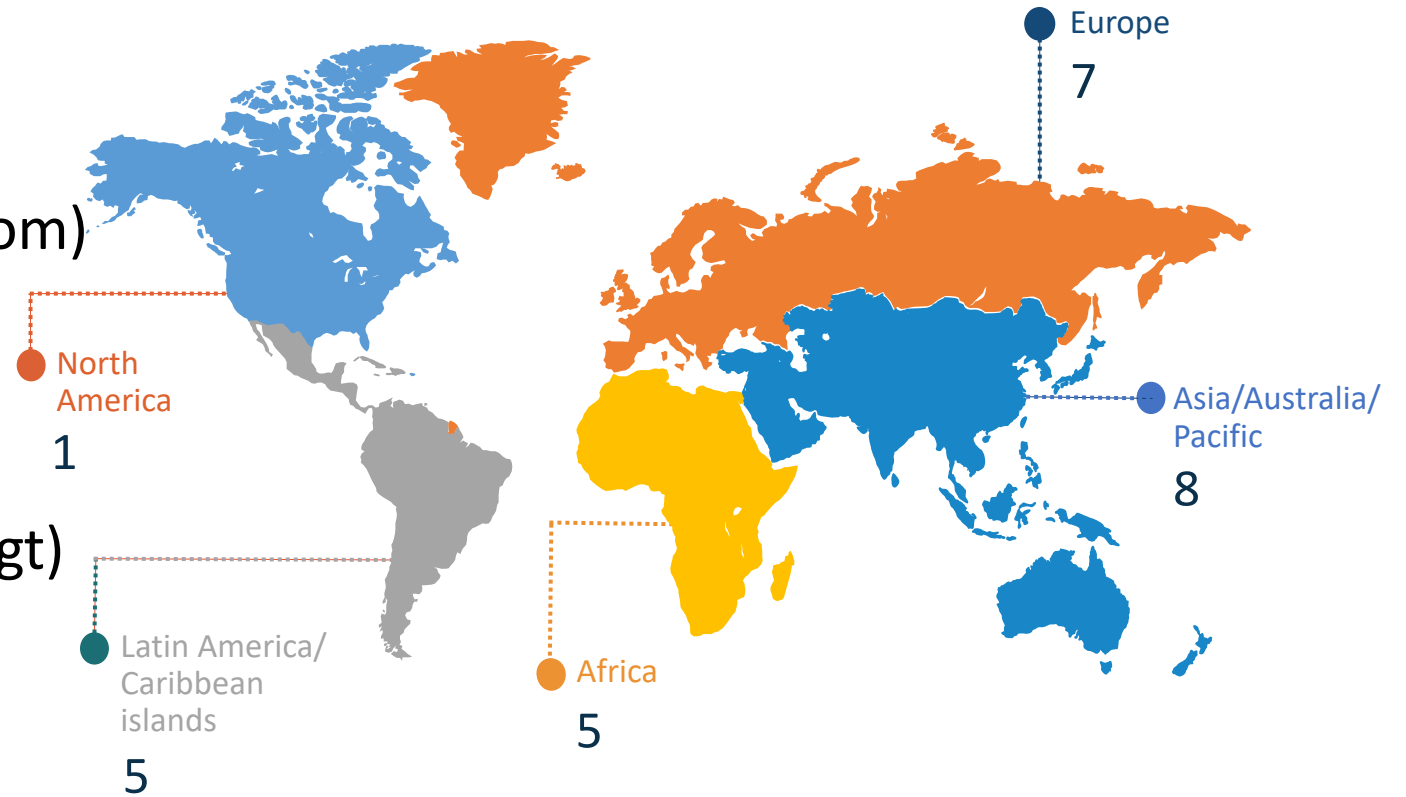 Europe
7
om)
North
America
1
Asia/Australia/
Pacific
8
gt)
Latin America/
Caribbean
islands
5
Africa
5